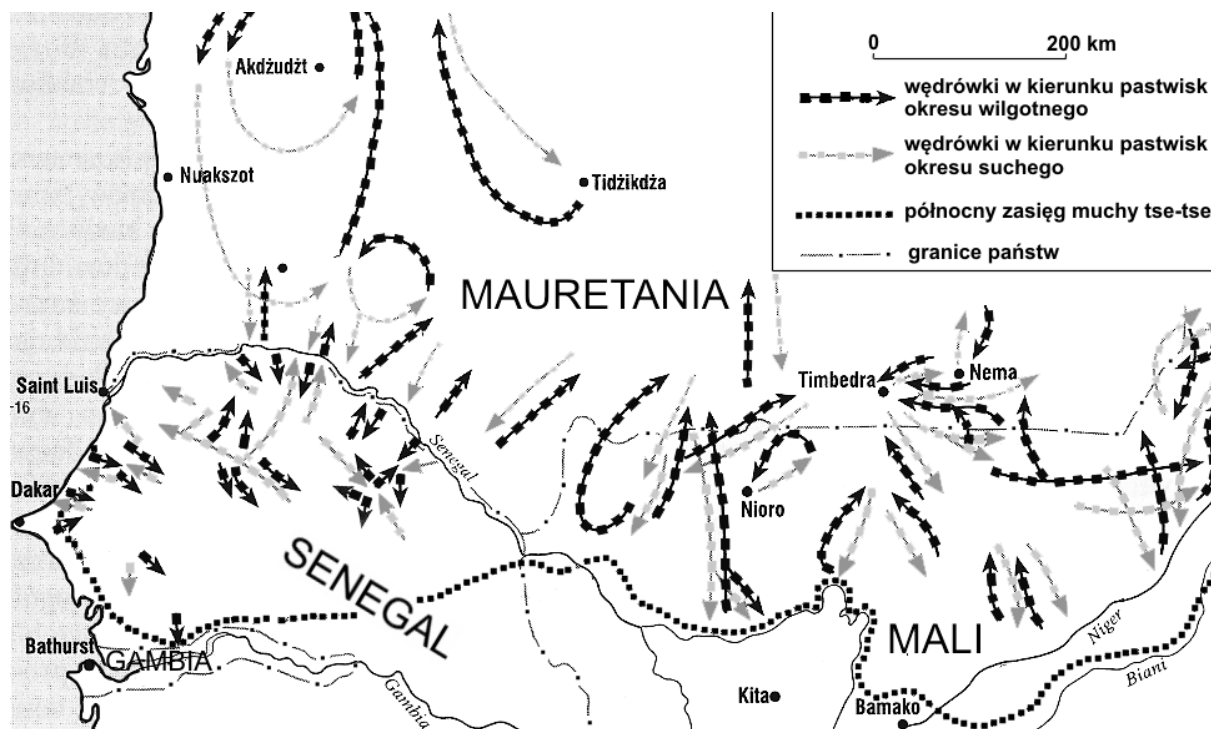 0
200 km
wędrówki w kierunku pastwisk
okresu wilgotnego
wędrówki w kierunku pastwisk
okresu suchego
północny zasięg muchy tse-tse
granice państw
Akdżudżt
Nuakszot
Tidżikdża
MAURETANIA
Saint Luis
-16
Timbedra
Nema
Senegal
Dakar
Nioro
SENEGAL
MALI
Bathurst
GAMBIA
Gambia
Kita
Bamako
Niger
Biani